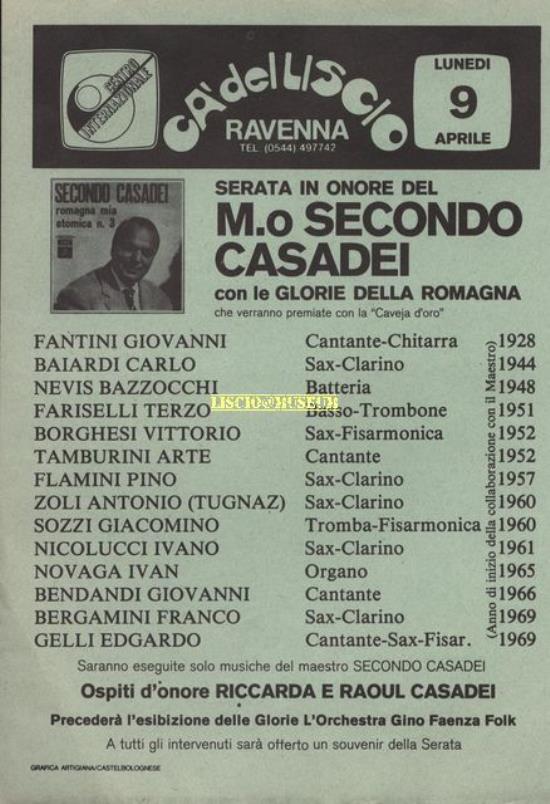 CENTRO
INTERNAZIONALE
CA' del LISCIO
RAVENNA
TEL. (0544) 497742
LUNEDI
9
APRILE
SECONDO CASADEI
romagna mia
atomica n. 3
SERATA IN ONORE DEL
M.o SECONDO
CASADEI
con le GLORIE DELLA ROMAGNA
che verranno premiate con la "Caveja d'oro"
FANTINI GIOVANNI Cantante-Chitarra 1928
BAIARDI CARLO Sax-Clarino 1944
NEVIS BAZZOCCHI Batteria 1948
LISCIO@MUSEUM
FARISELLI TERZO Basso-Trombone 1951
BORGHESI VITTORIO Sax-Fisarmonica 1952
TAMBURINI ARTE Cantante 1952
FLAMINI PINO Sax-Clarino 1957
ZOLI ANTONIO (TUGNAZ) Sax-Clarino 1960
SOZZI GIACOMINO Tromba-Fisarmonica 1960
NICOLUCCI IVANO Sax-Clarino 1961
NOVAGA IVAN Organo 1965
BENDANDI GIOVANNI Cantante 1966
BERGAMINI FRANCO Sax-Clarino 1969
GELLI EDGARDO Cantante-Sax-Fisar. 1969
(Anno di inizio della collaborazione con il Maestro)
Saranno eseguite solo musiche del maestro SECONDO CASADEI
Ospiti d'onore RICCARDA E RAOUL CASADEI
Precederà l'esibizione delle Glorie L'Orchestra Gino Faenza Folk
A tutti gli intervenuti sarà offerto un souvenir della Serata
GRAFICA ARTIGIANA/CASTELBOLOGNESE